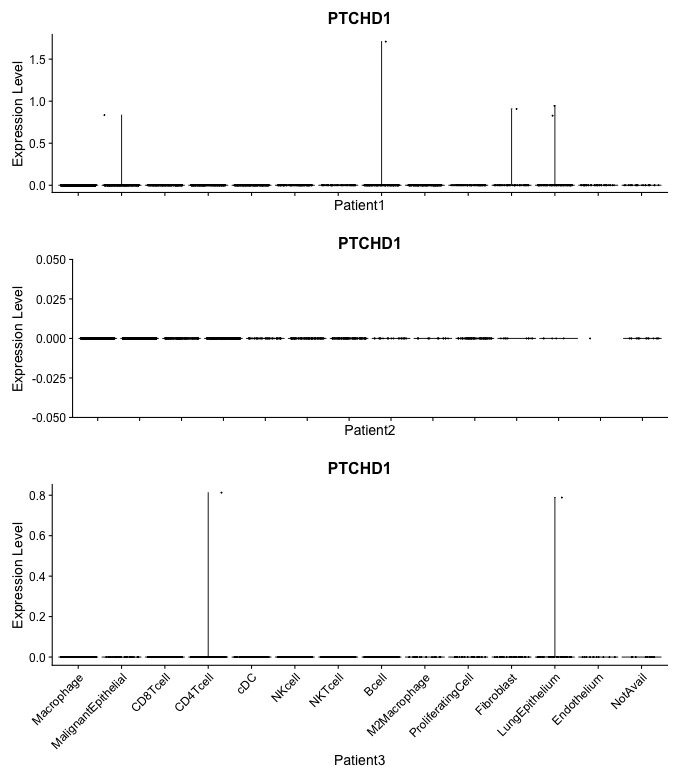 PTCHD1
Expression Level
1.5
1.0
0.5
0.0
Patient1
PTCHD1
Expression Level
0.050
0.025
0.000
-0.025
-0.050
Patient2
PTCHD1
Expression Level
0.8
0.6
0.4
0.2
0.0
Macrophage
MalignantEpithelial
CD8Tcell
CD4Tcell
cDC
NKcell
NKTcell
Bcell
M2Macrophage
ProliferatingCell
Fibroblast
LungEpithelium
Endothelium
NotAvail
Patient3